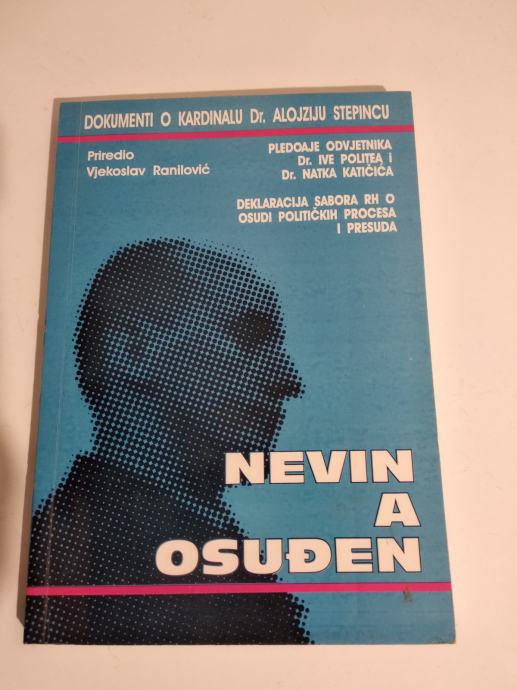 DOKUMENTI O KARDINALU Dr. ALOJZIJU STEPINCU
Priredio
Vjekoslav Ranilović
PLEDOAJE ODVJETNIKA
Dr. IVE POLITEA i
Dr. NATKA KATIČIĆA
DEKLARACIJA SABORA RH O
OSUDI POLITIČKIH PROCESA
I PRESUDA
NEVIN
A
OSUĐEN